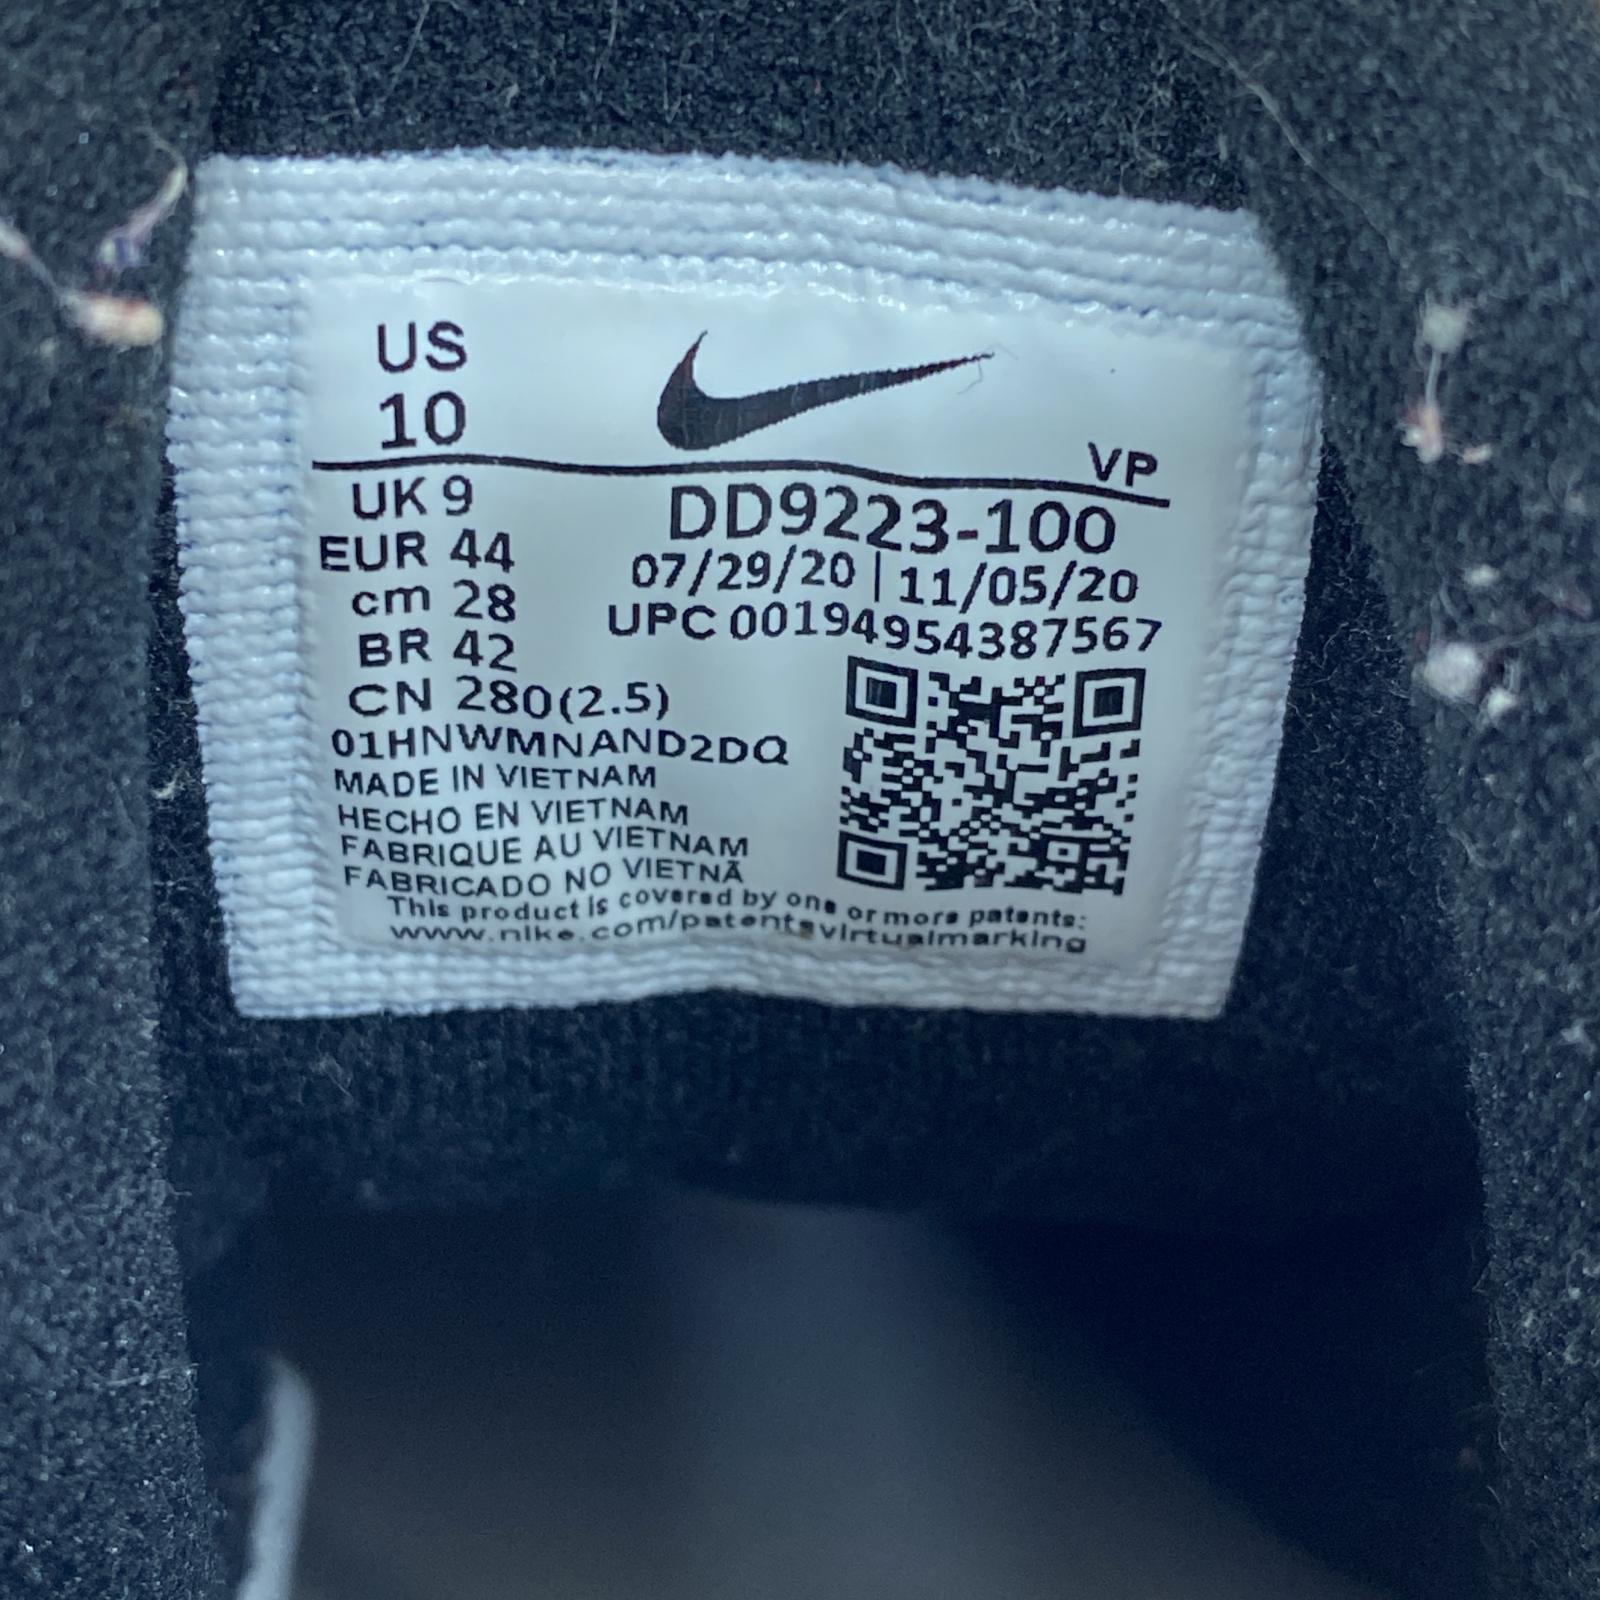 US
10
VP
UK 9
EUR 44
cm 28
BR 42
CN 280(2.5)
DD9223-100
07/29/20 | 11/05/20
UPC 00194954387567
01HNWMNAND2DQ
MADE IN VIETNAM
HECHO EN VIETNAM
FABRIQUE AU VIETNAM
FABRICADO NO VIETNÃ
This product is covered by one or more patents:
www.nike.com/patentsvirtualmarking